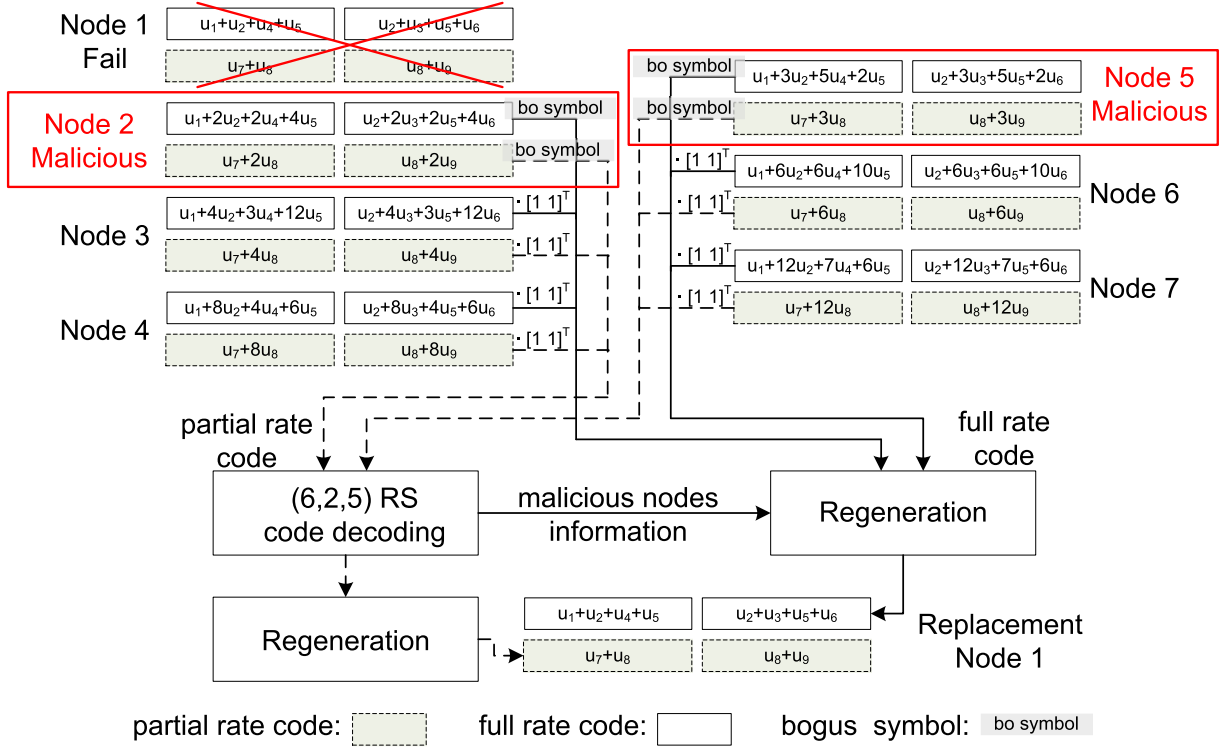 Node 1
Fail
u₁+u₂+u₄+u₅
u₂+u₃+u₅+u₆
u₇+u₈
u₈+u₉
Node 2
Malicious
u₁+2u₂+2u₄+4u₅
u₂+2u₃+2u₅+4u₆
bo symbol
u₇+2u₈
u₈+2u₉
bo symbol
Node 3
u₁+4u₂+3u₄+12u₅
u₂+4u₃+3u₅+12u₆
· [1 1]ᵀ
u₇+4u₈
u₈+4u₉
· [1 1]ᵀ
Node 4
u₁+8u₂+4u₄+6u₅
u₂+8u₃+4u₅+6u₆
· [1 1]ᵀ
u₇+8u₈
u₈+8u₉
· [1 1]ᵀ
bo symbol
u₁+3u₂+5u₄+2u₅
u₂+3u₃+5u₅+2u₆
Node 5
Malicious
bo symbol
u₇+3u₈
u₈+3u₉
· [1 1]ᵀ
u₁+6u₂+6u₄+10u₅
u₂+6u₃+6u₅+10u₆
Node 6
· [1 1]ᵀ
u₇+6u₈
u₈+6u₉
· [1 1]ᵀ
u₁+12u₂+7u₄+6u₅
u₂+12u₃+7u₅+6u₆
Node 7
· [1 1]ᵀ
u₇+12u₈
u₈+12u₉
partial rate
code
full rate
code
(6,2,5) RS
code decoding
malicious nodes
information
Regeneration
Regeneration
u₁+u₂+u₄+u₅
u₂+u₃+u₅+u₆
u₇+u₈
u₈+u₉
Replacement
Node 1
partial rate code:
full rate code:
bogus symbol:
bo symbol